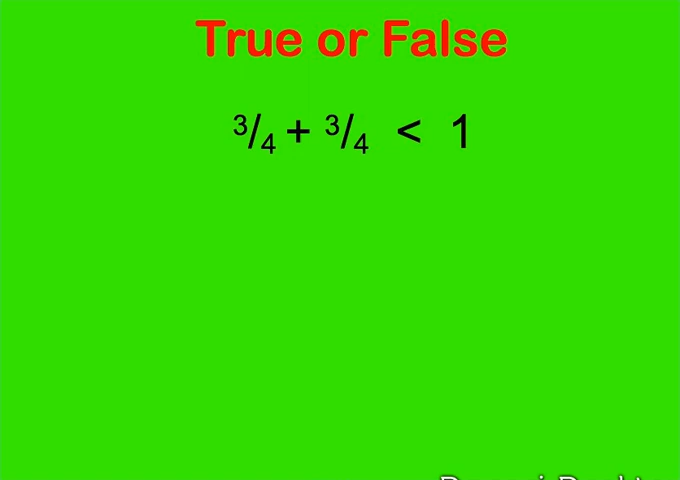 True or False
3/4 + 3/4 < 1